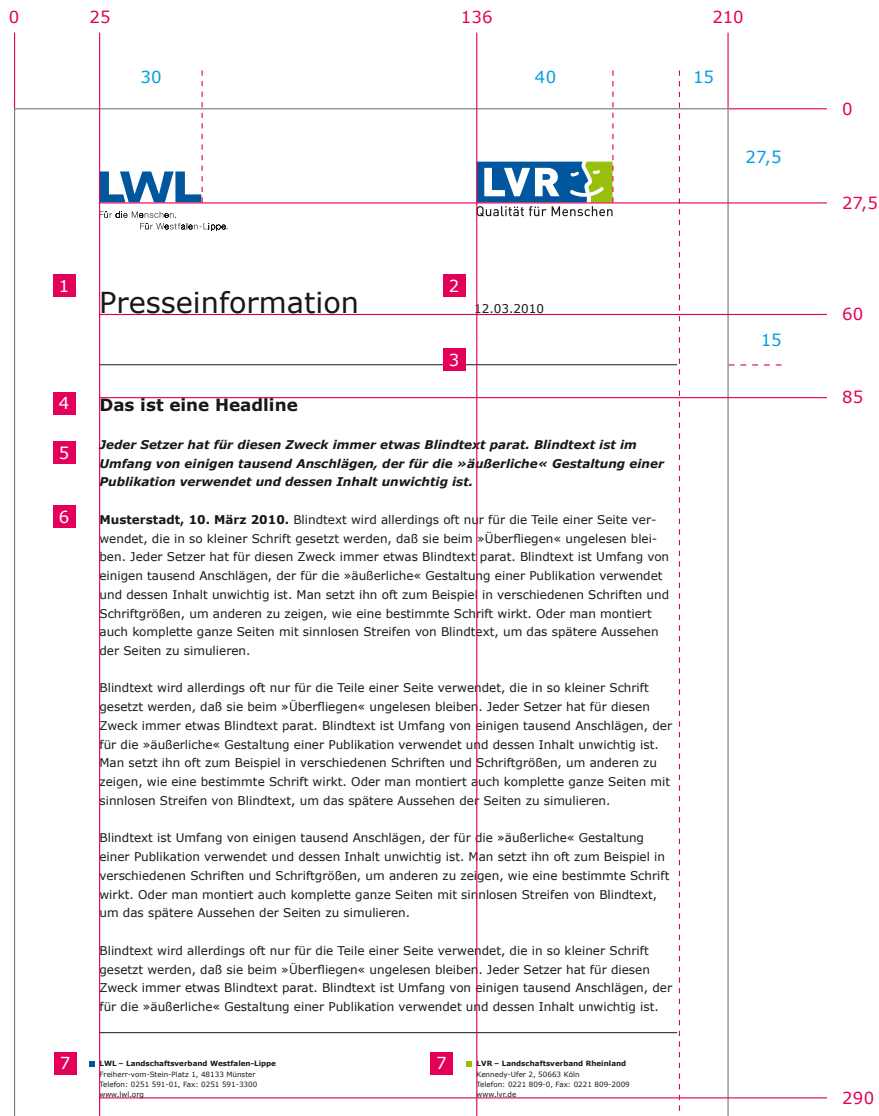 0 25 136 210
30 40 15
0
27,5
LWL LVR
27,5
Für die Menschen. Qualität für Menschen
Für Westfalen-Lippe.
1 2
Presseinformation 12.03.2010
60
15
3
85
4 Das ist eine Headline
5 Jeder Setzer hat für diesen Zweck immer etwas Blindtext parat. Blindtext ist im
Umfang von einigen tausend Anschlägen, der für die »äußerliche« Gestaltung einer
Publikation verwendet und dessen Inhalt unwichtig ist.
6 Musterstadt, 10. März 2010. Blindtext wird allerdings oft nur für die Teile einer Seite ver-
wendet, die in so kleiner Schrift gesetzt werden, daß sie beim »Überfliegen« ungelesen blei-
ben. Jeder Setzer hat für diesen Zweck immer etwas Blindtext parat. Blindtext ist Umfang von
einigen tausend Anschlägen, der für die »äußerliche« Gestaltung einer Publikation verwendet
und dessen Inhalt unwichtig ist. Man setzt ihn oft zum Beispiel in verschiedenen Schriften und
Schriftgrößen, um anderen zu zeigen, wie eine bestimmte Schrift wirkt. Oder man montiert
auch komplette ganze Seiten mit sinnlosen Streifen von Blindtext, um das spätere Aussehen
der Seiten zu simulieren.
Blindtext wird allerdings oft nur für die Teile einer Seite verwendet, die in so kleiner Schrift
gesetzt werden, daß sie beim »Überfliegen« ungelesen bleiben. Jeder Setzer hat für diesen
Zweck immer etwas Blindtext parat. Blindtext ist Umfang von einigen tausend Anschlägen, der
für die »äußerliche« Gestaltung einer Publikation verwendet und dessen Inhalt unwichtig ist.
Man setzt ihn oft zum Beispiel in verschiedenen Schriften und Schriftgrößen, um anderen zu
zeigen, wie eine bestimmte Schrift wirkt. Oder man montiert auch komplette ganze Seiten mit
sinnlosen Streifen von Blindtext, um das spätere Aussehen der Seiten zu simulieren.
Blindtext ist Umfang von einigen tausend Anschlägen, der für die »äußerliche« Gestaltung
einer Publikation verwendet und dessen Inhalt unwichtig ist. Man setzt ihn oft zum Beispiel in
verschiedenen Schriften und Schriftgrößen, um anderen zu zeigen, wie eine bestimmte Schrift
wirkt. Oder man montiert auch komplette ganze Seiten mit sinnlosen Streifen von Blindtext,
um das spätere Aussehen der Seiten zu simulieren.
Blindtext wird allerdings oft nur für die Teile einer Seite verwendet, die in so kleiner Schrift
gesetzt werden, daß sie beim »Überfliegen« ungelesen bleiben. Jeder Setzer hat für diesen
Zweck immer etwas Blindtext parat. Blindtext ist Umfang von einigen tausend Anschlägen, der
für die »äußerliche« Gestaltung einer Publikation verwendet und dessen Inhalt unwichtig ist.
7 LWL – Landschaftsverband Westfalen-Lippe
Freiherr-vom-Stein-Platz 1, 48133 Münster
Telefon: 0251 591-01, Fax: 0251 591-3300
www.lwl.org
7 LVR – Landschaftsverband Rheinland
Kennedy-Ufer 2, 50663 Köln
Telefon: 0221 809-0, Fax: 0221 809-2009
www.lvr.de
290